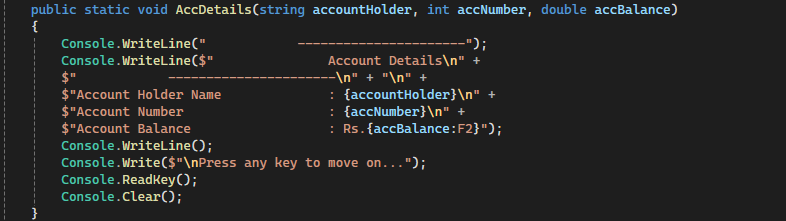 public static void AccDetails(string accountHolder, int accNumber, double accBalance)
{
    Console.WriteLine("            ----------------------");
    Console.WriteLine($"               Account Details\n" +
    $"            ----------------------\n" + "\n" +
    $"Account Holder Name              : {accountHolder}\n" +
    $"Account Number                   : {accNumber}\n" +
    $"Account Balance                  : Rs.{accBalance:F2}");
    Console.WriteLine();
    Console.Write($"\nPress any key to move on...");
    Console.ReadKey();
    Console.Clear();
}